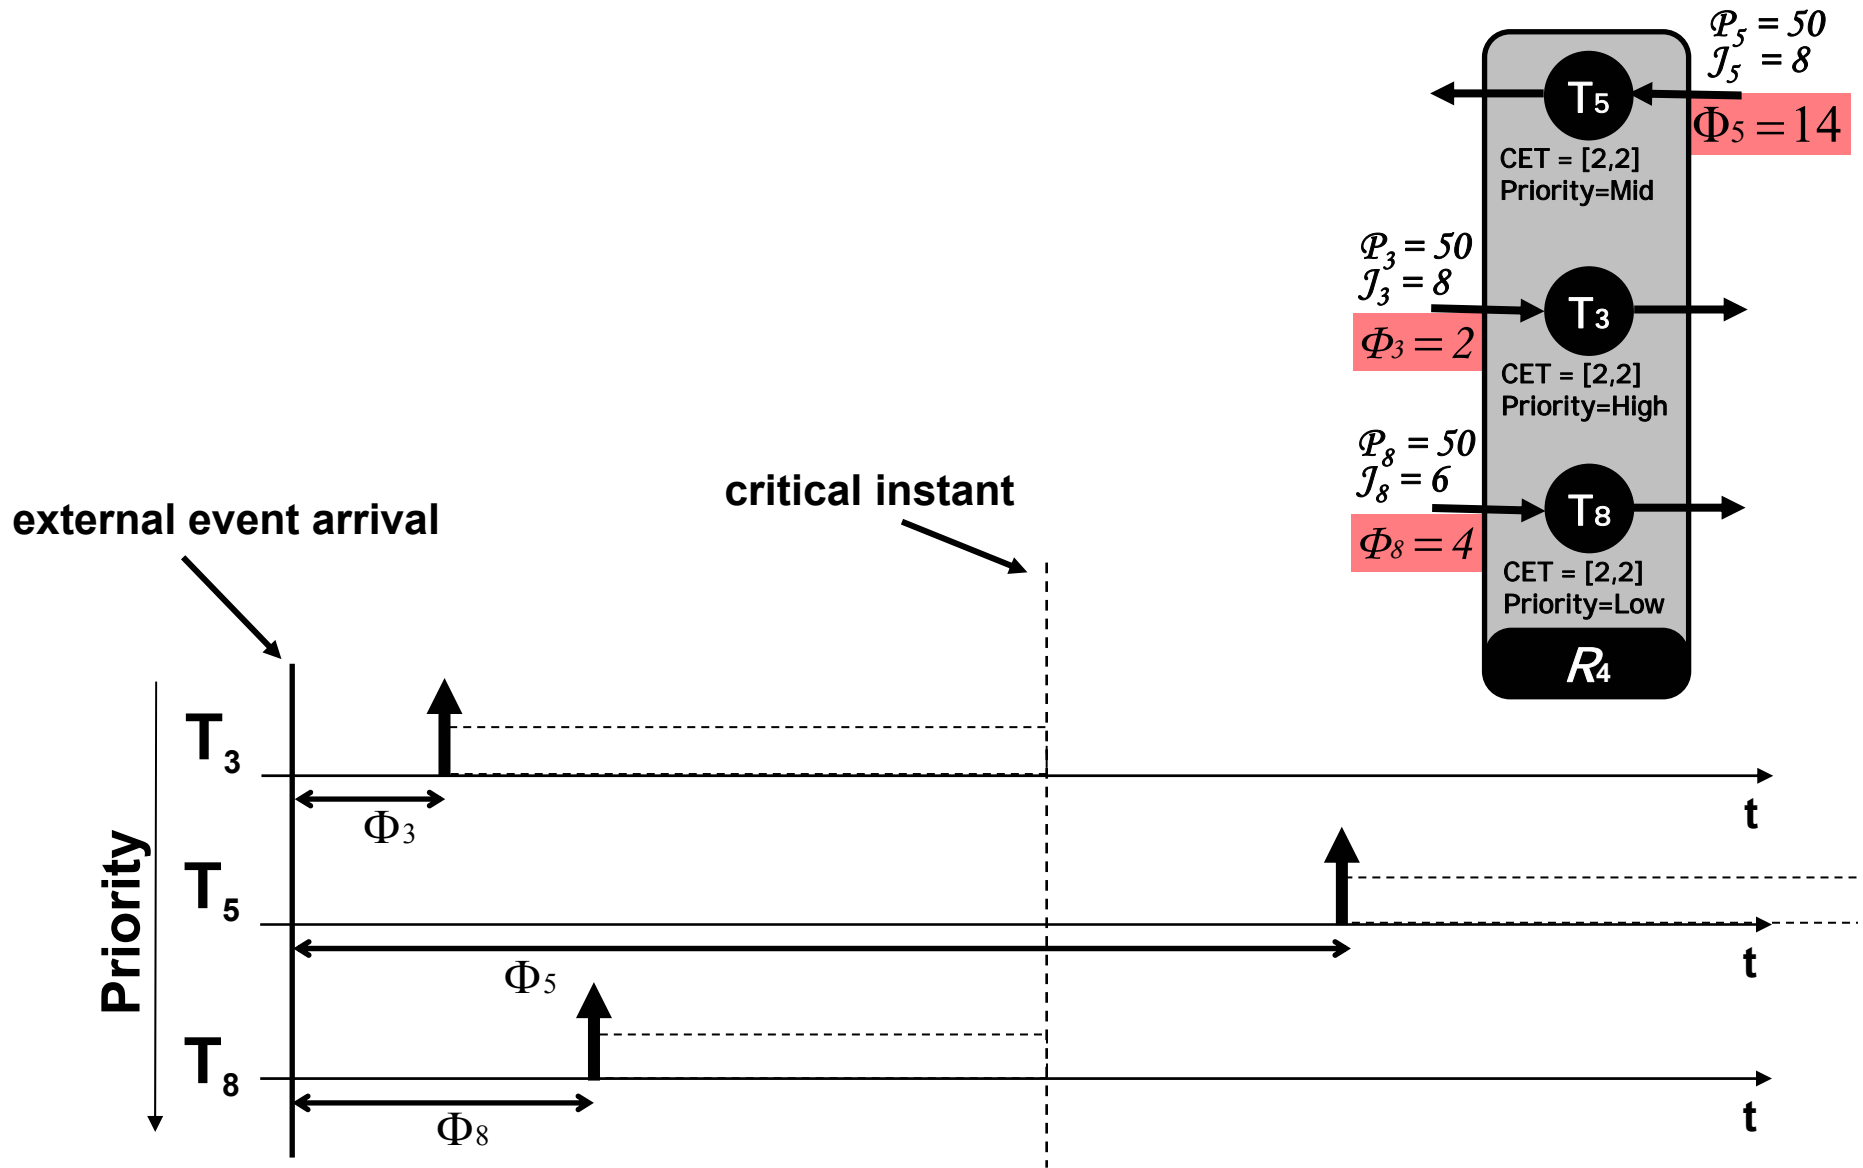 𝒫5 = 50
𝒥5 = 8
T5
Φ5 = 14
CET = [2,2]
Priority=Mid
𝒫3 = 50
𝒥3 = 8
T3
Φ3 = 2
CET = [2,2]
Priority=High
𝒫8 = 50
𝒥8 = 6
T8
Φ8 = 4
CET = [2,2]
Priority=Low
R4
critical instant
external event arrival
Priority
T3
Φ3
t
T5
Φ5
t
T8
Φ8
t